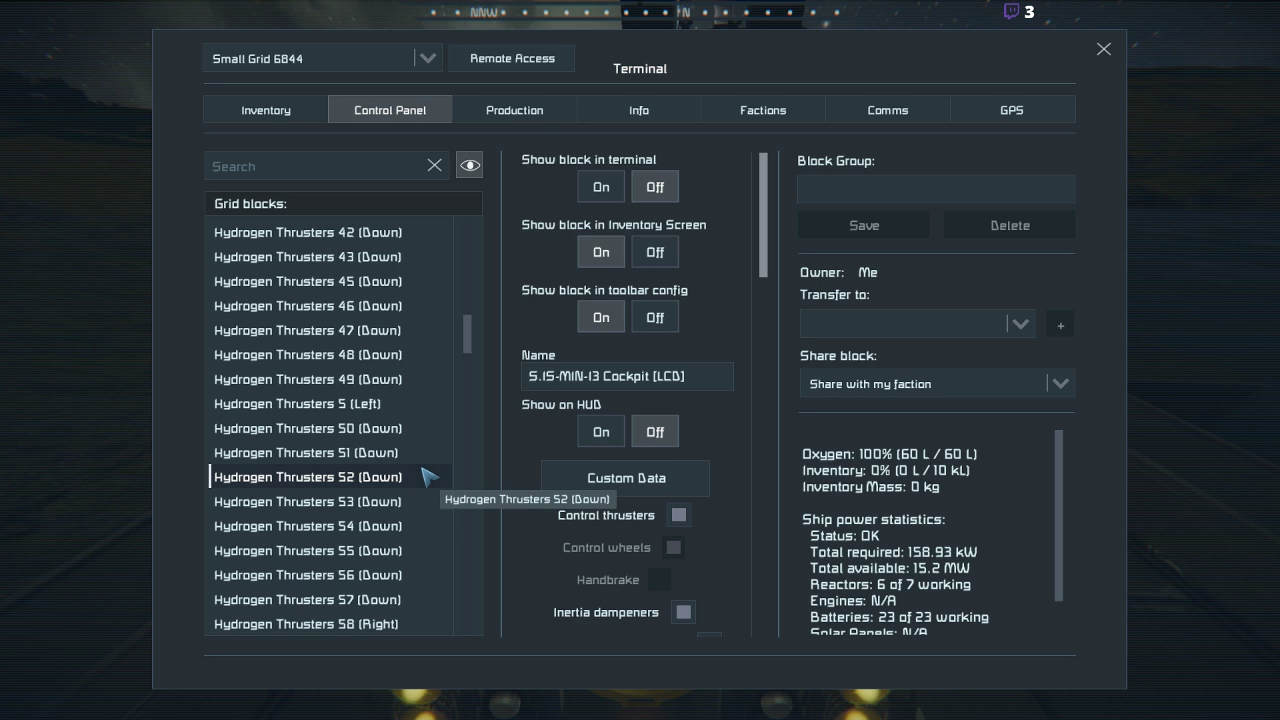 NNW N
3
Small Grid 6844
Remote Access
Terminal
Inventory
Control Panel
Production
Info
Factions
Comms
GPS
Search
Grid blocks:
Hydrogen Thrusters 42 (Down)
Hydrogen Thrusters 43 (Down)
Hydrogen Thrusters 45 (Down)
Hydrogen Thrusters 46 (Down)
Hydrogen Thrusters 47 (Down)
Hydrogen Thrusters 48 (Down)
Hydrogen Thrusters 49 (Down)
Hydrogen Thrusters 5 (Left)
Hydrogen Thrusters 50 (Down)
Hydrogen Thrusters 51 (Down)
Hydrogen Thrusters 52 (Down)
Hydrogen Thrusters 53 (Down)
Hydrogen Thrusters 54 (Down)
Hydrogen Thrusters 55 (Down)
Hydrogen Thrusters 56 (Down)
Hydrogen Thrusters 57 (Down)
Hydrogen Thrusters 58 (Right)
Hydrogen Thrusters 52 (Down)
Show block in terminal
On Off
Show block in Inventory Screen
On Off
Show block in toolbar config
On Off
Name
S.15-MIN-13 Cockpit [LCD]
Show on HUD
On Off
Custom Data
Control thrusters
Control wheels
Handbrake
Inertia dampeners
Block Group:
Save
Delete
Owner: Me
Transfer to:
+
Share block:
Share with my faction
Oxygen: 100% (60 L / 60 L)
Inventory: 0% (0 L / 10 kL)
Inventory Mass: 0 kg
Ship power statistics:
Status: OK
Total required: 158.93 kW
Total available: 15.2 MW
Reactors: 6 of 7 working
Engines: N/A
Batteries: 23 of 23 working
Solar Panels: N/A